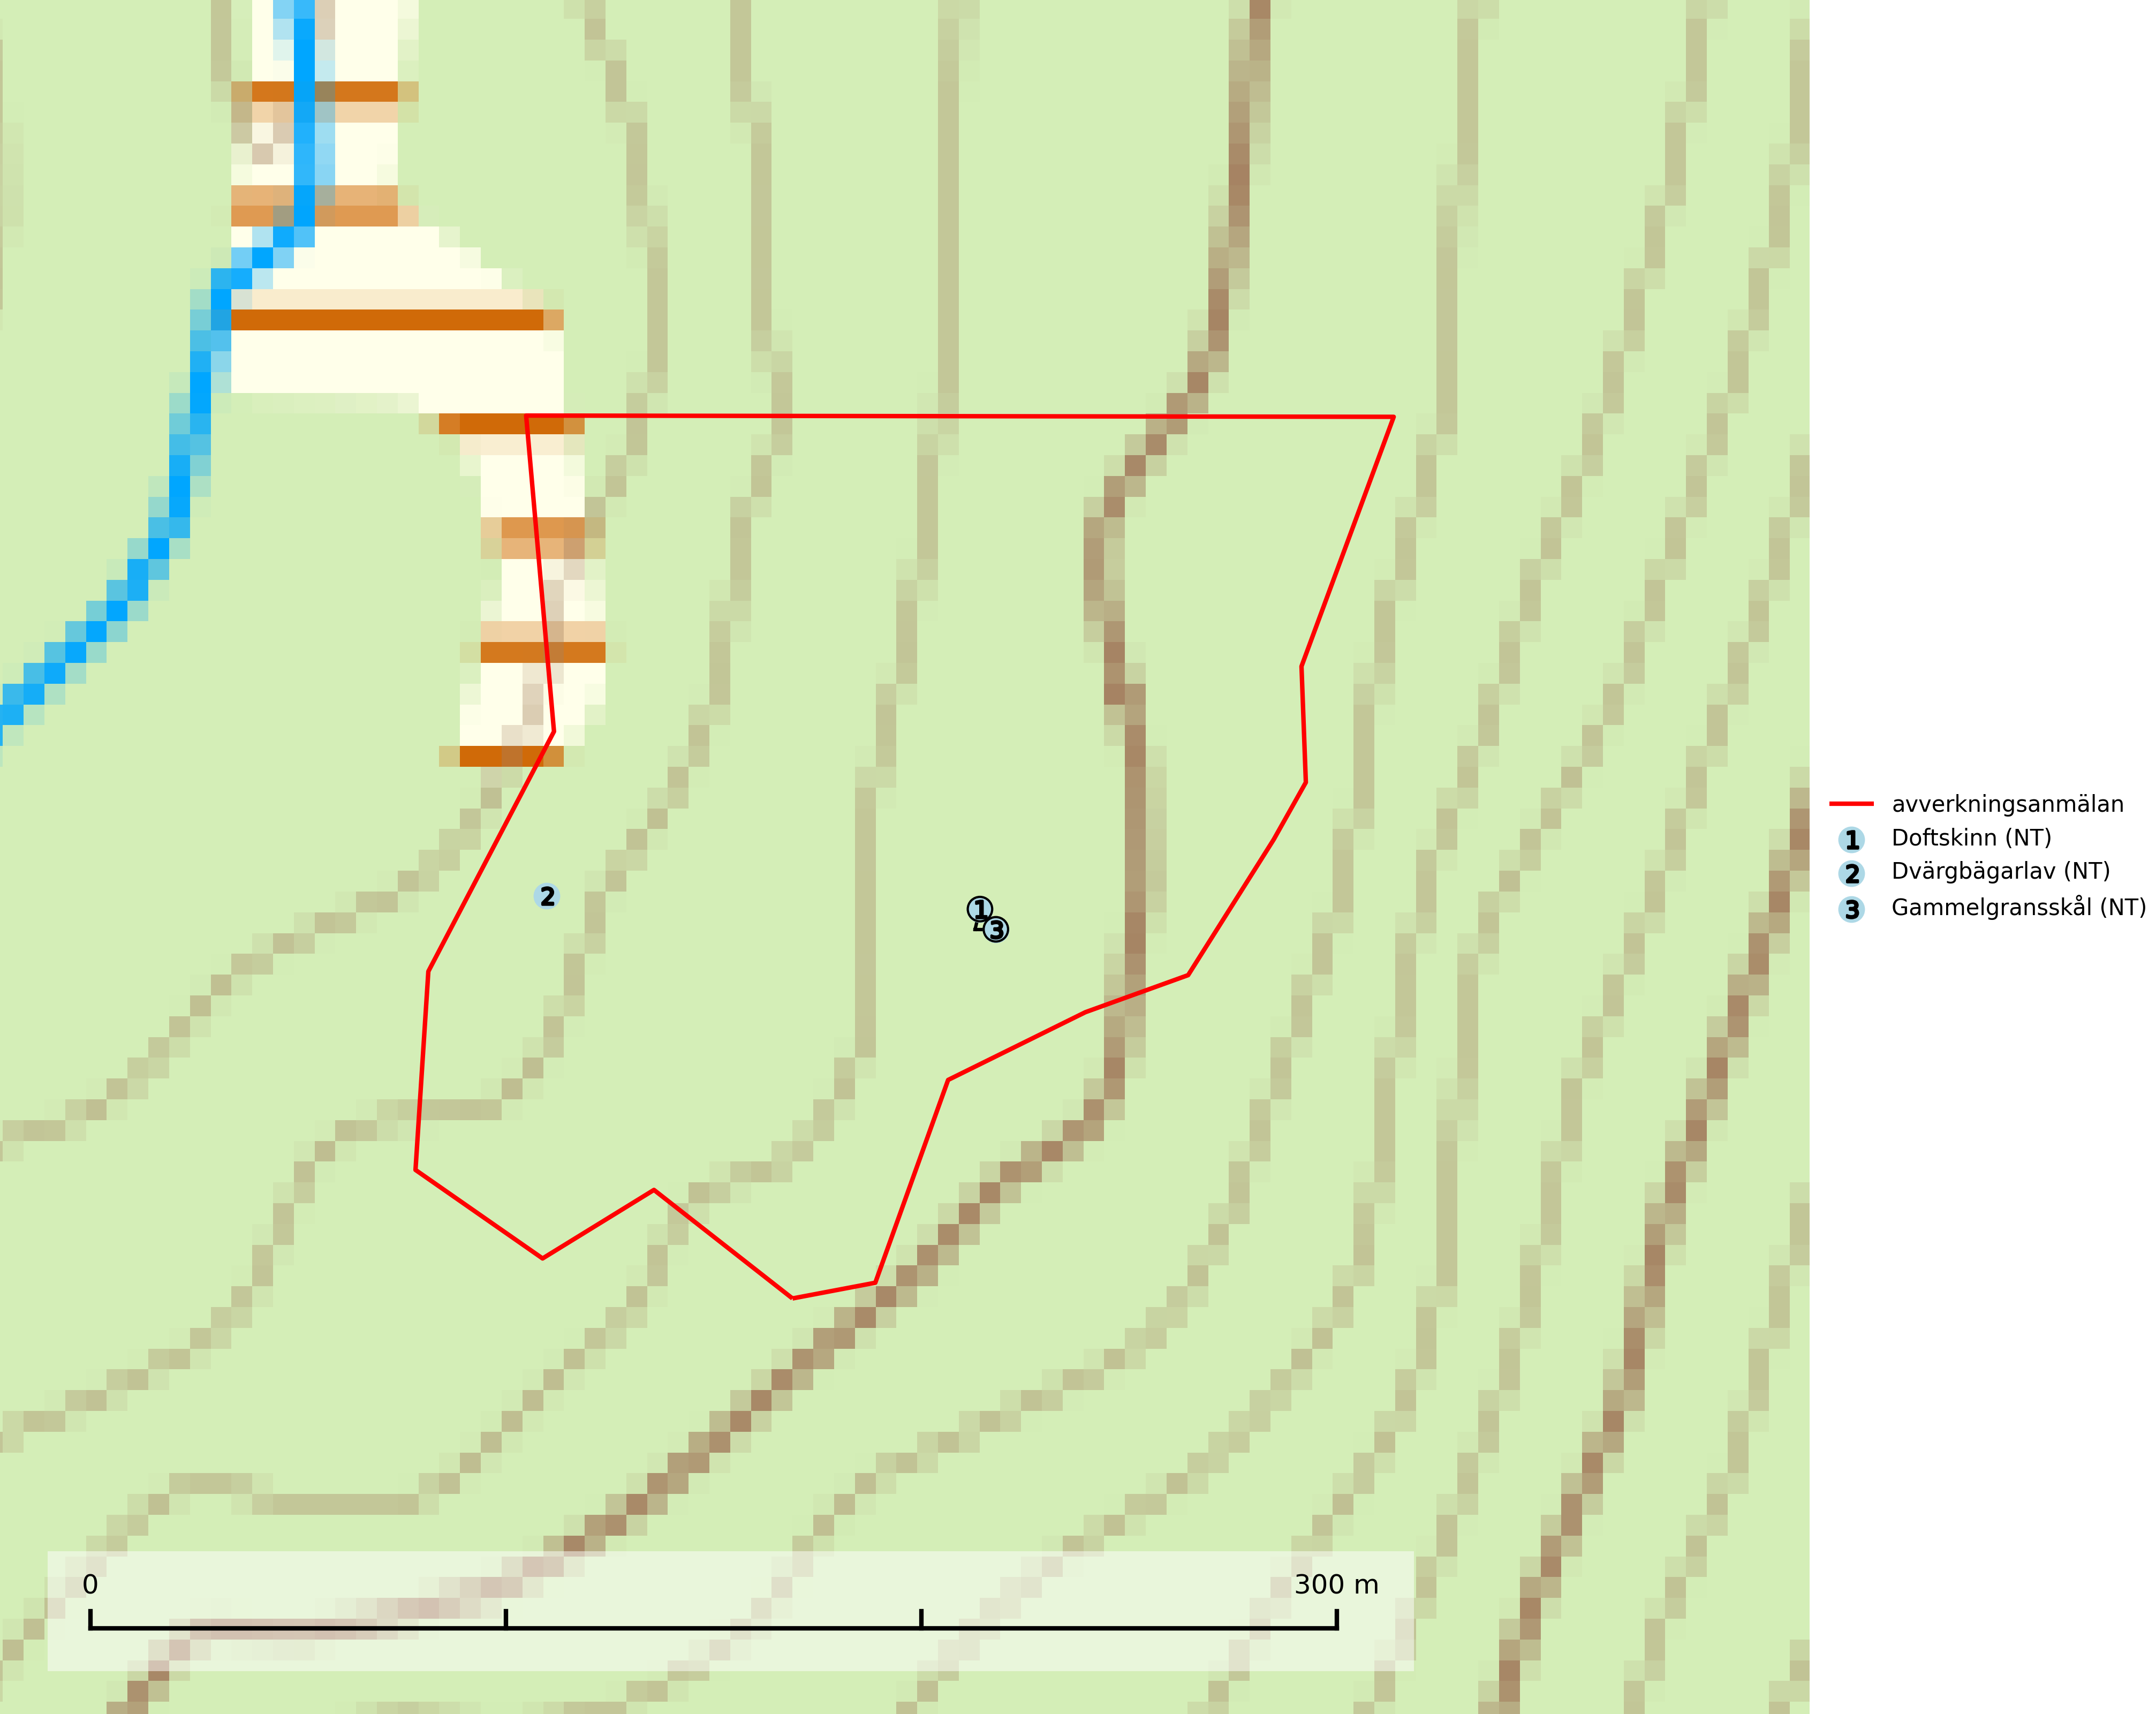 avverkningsanmälan
1 Doftskinn (NT)
2 Dvärgbägarlav (NT)
3 Gammelgransskål (NT)
2
1
3
0 300 m